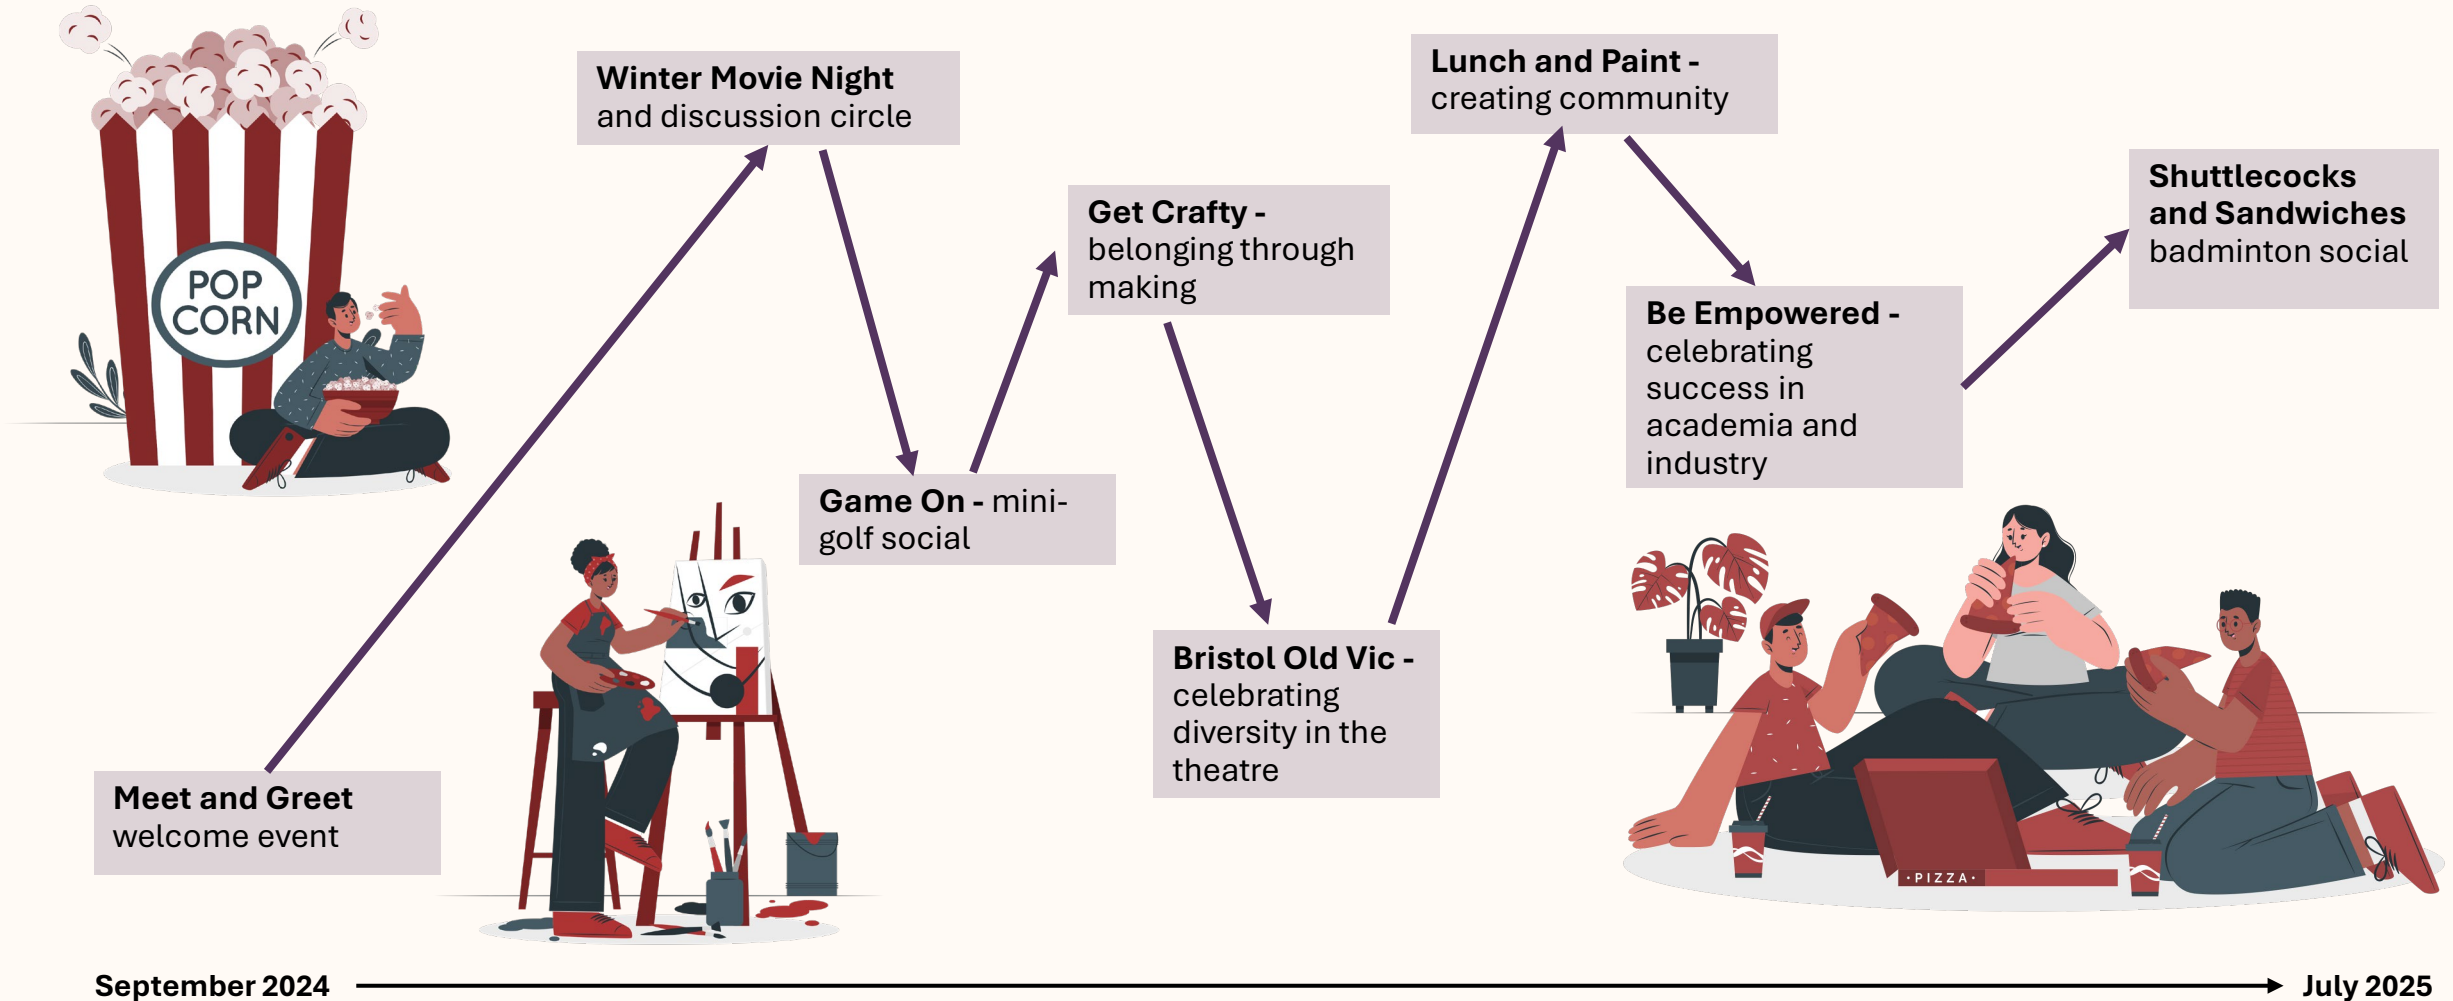 POP
CORN
Winter Movie Night
and discussion circle
Lunch and Paint -
creating community
Shuttlecocks
and Sandwiches
badminton social
Get Crafty -
belonging through
making
Be Empowered -
celebrating
success in
academia and
industry
Game On - mini-
golf social
Bristol Old Vic -
celebrating
diversity in the
theatre
Meet and Greet
welcome event
·PIZZA·
September 2024
July 2025